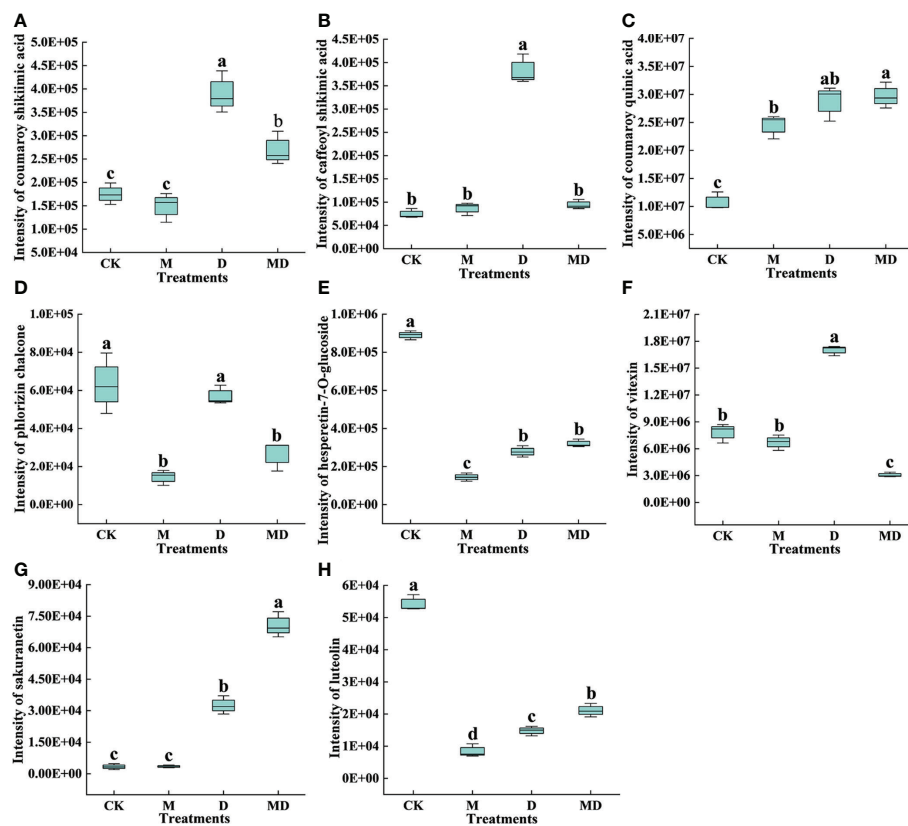 A
Intensity of coumaroy shikiimic acid
5.0E+05
4.5E+05
4.0E+05
3.5E+05
3.0E+05
2.5E+05
2.0E+05
1.5E+05
1.0E+05
5.0E+04
c
c
a
b
CK M D MD
Treatments
B
Intensity of caffeoyl shikimic acid
4.5E+05
4.0E+05
3.5E+05
3.0E+05
2.5E+05
2.0E+05
1.5E+05
1.0E+05
5.0E+04
0.0E+00
b
b
a
b
CK M D MD
Treatments
C
Intensity of coumaroy quinic acid
4.0E+07
3.5E+07
3.0E+07
2.5E+07
2.0E+07
1.5E+07
1.0E+07
5.0E+06
c
b
ab
a
CK M D MD
Treatments
D
Intensity of phlorizin chalcone
1.0E+05
8.0E+04
6.0E+04
4.0E+04
2.0E+04
0.0E+00
a
b
a
b
CK M D MD
Treatments
E
Intensity of hesperetin-7-O-glucoside
1.0E+06
8.0E+05
6.0E+05
4.0E+05
2.0E+05
0.0E+00
a
c
b
b
CK M D MD
Treatments
F
Intensity of vitexin
2.1E+07
1.8E+07
1.5E+07
1.2E+07
9.0E+06
6.0E+06
3.0E+06
0.0E+00
b
b
a
c
CK M D MD
Treatments
G
Intensity of sakuranetin
9.00E+04
7.50E+04
6.00E+04
4.50E+04
3.00E+04
1.50E+04
0.00E+00
c
c
b
a
CK M D MD
Treatments
H
Intensity of luteolin
6E+04
5E+04
4E+04
3E+04
2E+04
1E+04
0E+00
a
d
c
b
CK M D MD
Treatments